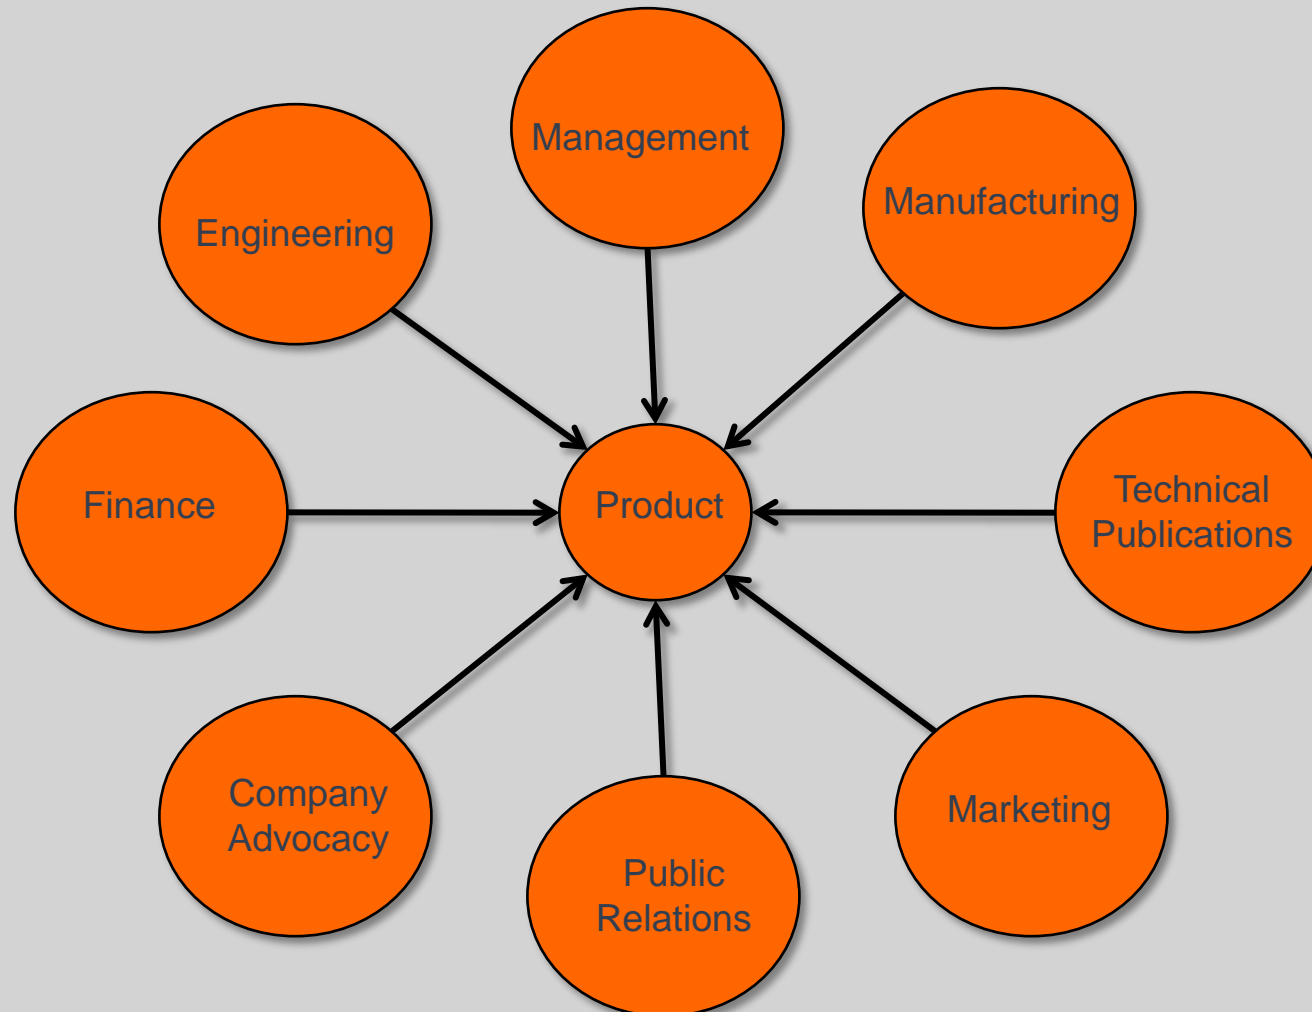 Management
Manufacturing
Engineering
Finance
Product
Technical
Publications
Company
Advocacy
Marketing
Public
Relations